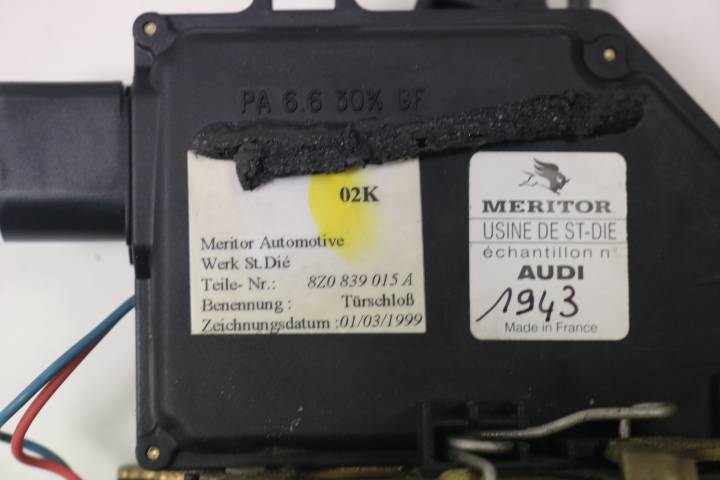 PA 6.6 30% GF
02K
Meritor Automotive
Werk St.Dié
Teile- Nr.: 8Z0 839 015 A
Benennung : Türschloß
Zeichnungsdatum :01/03/1999
MERITOR
USINE DE ST-DIE
échantillon n°
AUDI
1943
Made in France